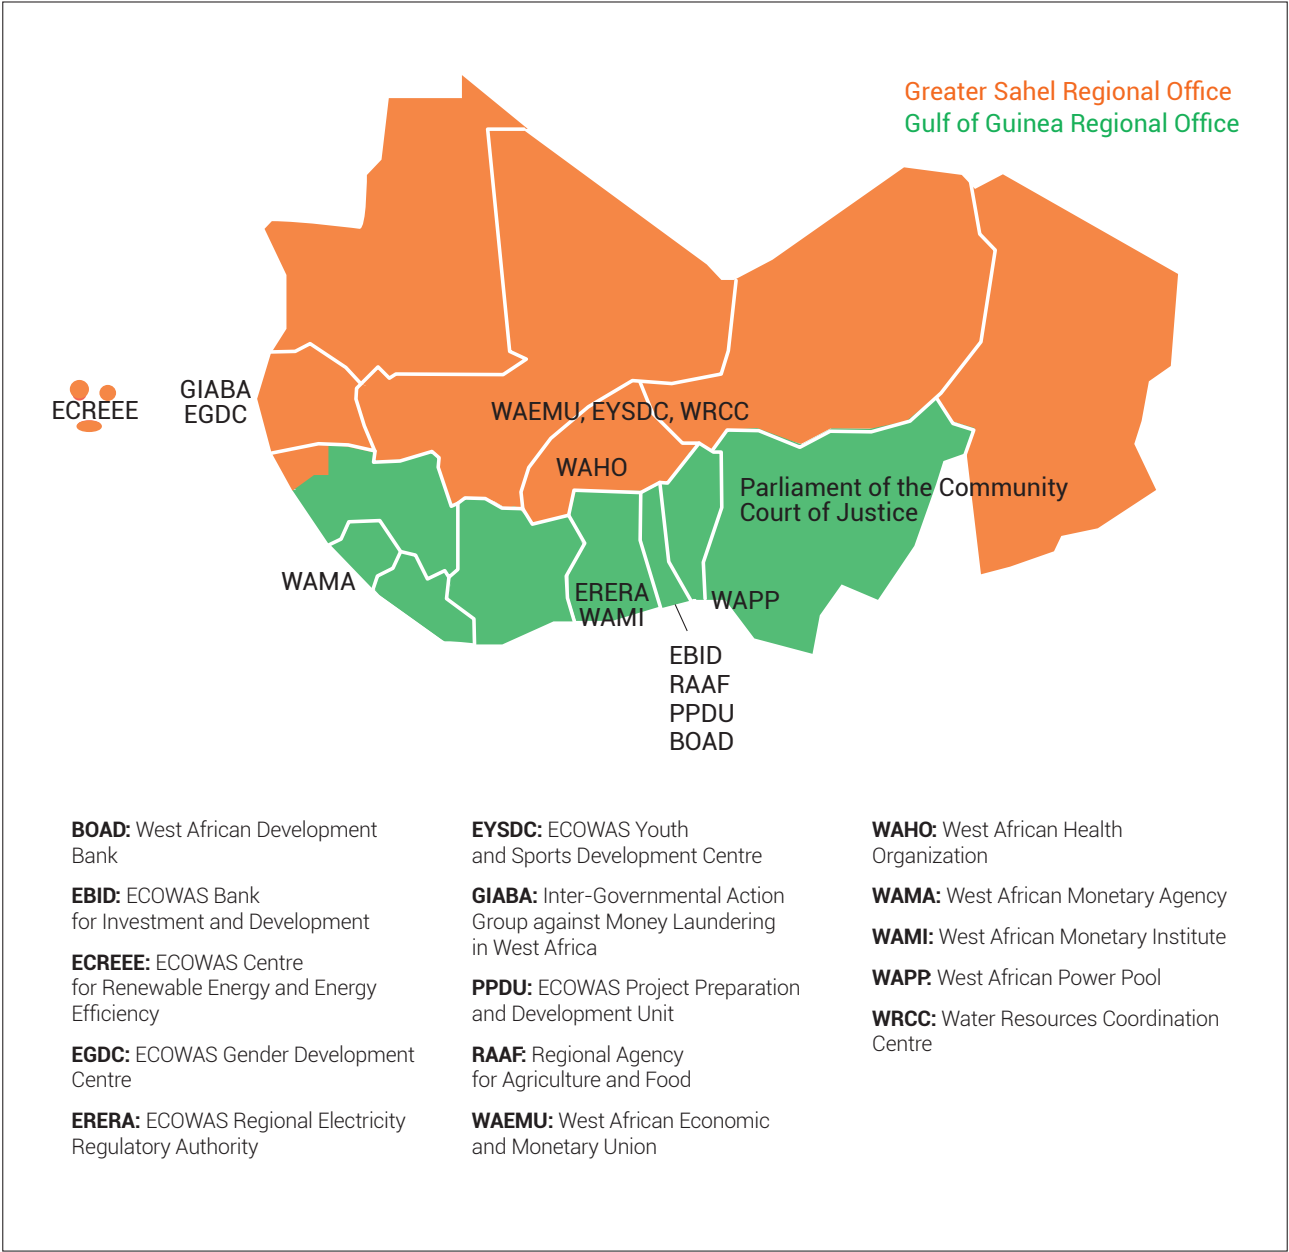 Greater Sahel Regional Office
Gulf of Guinea Regional Office
ECREEE
GIABA
EGDC
WAEMU, EYSDC, WRCC
WAHO
Parliament of the Community
Court of Justice
WAMA
ERERA
WAMI
WAPP
EBID
RAAF
PPDU
BOAD
BOAD: West African Development
Bank
EBID: ECOWAS Bank
for Investment and Development
ECREEE: ECOWAS Centre
for Renewable Energy and Energy
Efficiency
EGDC: ECOWAS Gender Development
Centre
ERERA: ECOWAS Regional Electricity
Regulatory Authority
EYSDC: ECOWAS Youth
and Sports Development Centre
GIABA: Inter-Governmental Action
Group against Money Laundering
in West Africa
PPDU: ECOWAS Project Preparation
and Development Unit
RAAF: Regional Agency
for Agriculture and Food
WAEMU: West African Economic
and Monetary Union
WAHO: West African Health
Organization
WAMA: West African Monetary Agency
WAMI: West African Monetary Institute
WAPP: West African Power Pool
WRCC: Water Resources Coordination
Centre